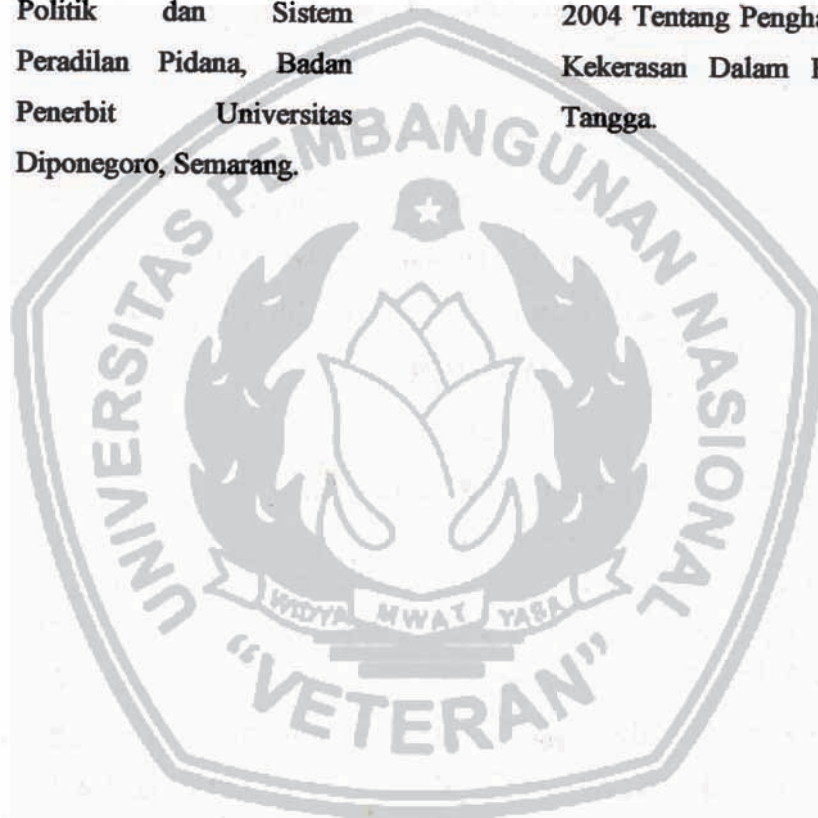 Politik dan Sistem
Peradilan Pidana, Badan
Penerbit Universitas
Diponegoro, Semarang.
2004 Tentang
Kekerasan Dalam
Tangga.
UNIVERSITAS PEMBANGUNAN NASIONAL
WIDYA MWAT YASA
“VETERAN”